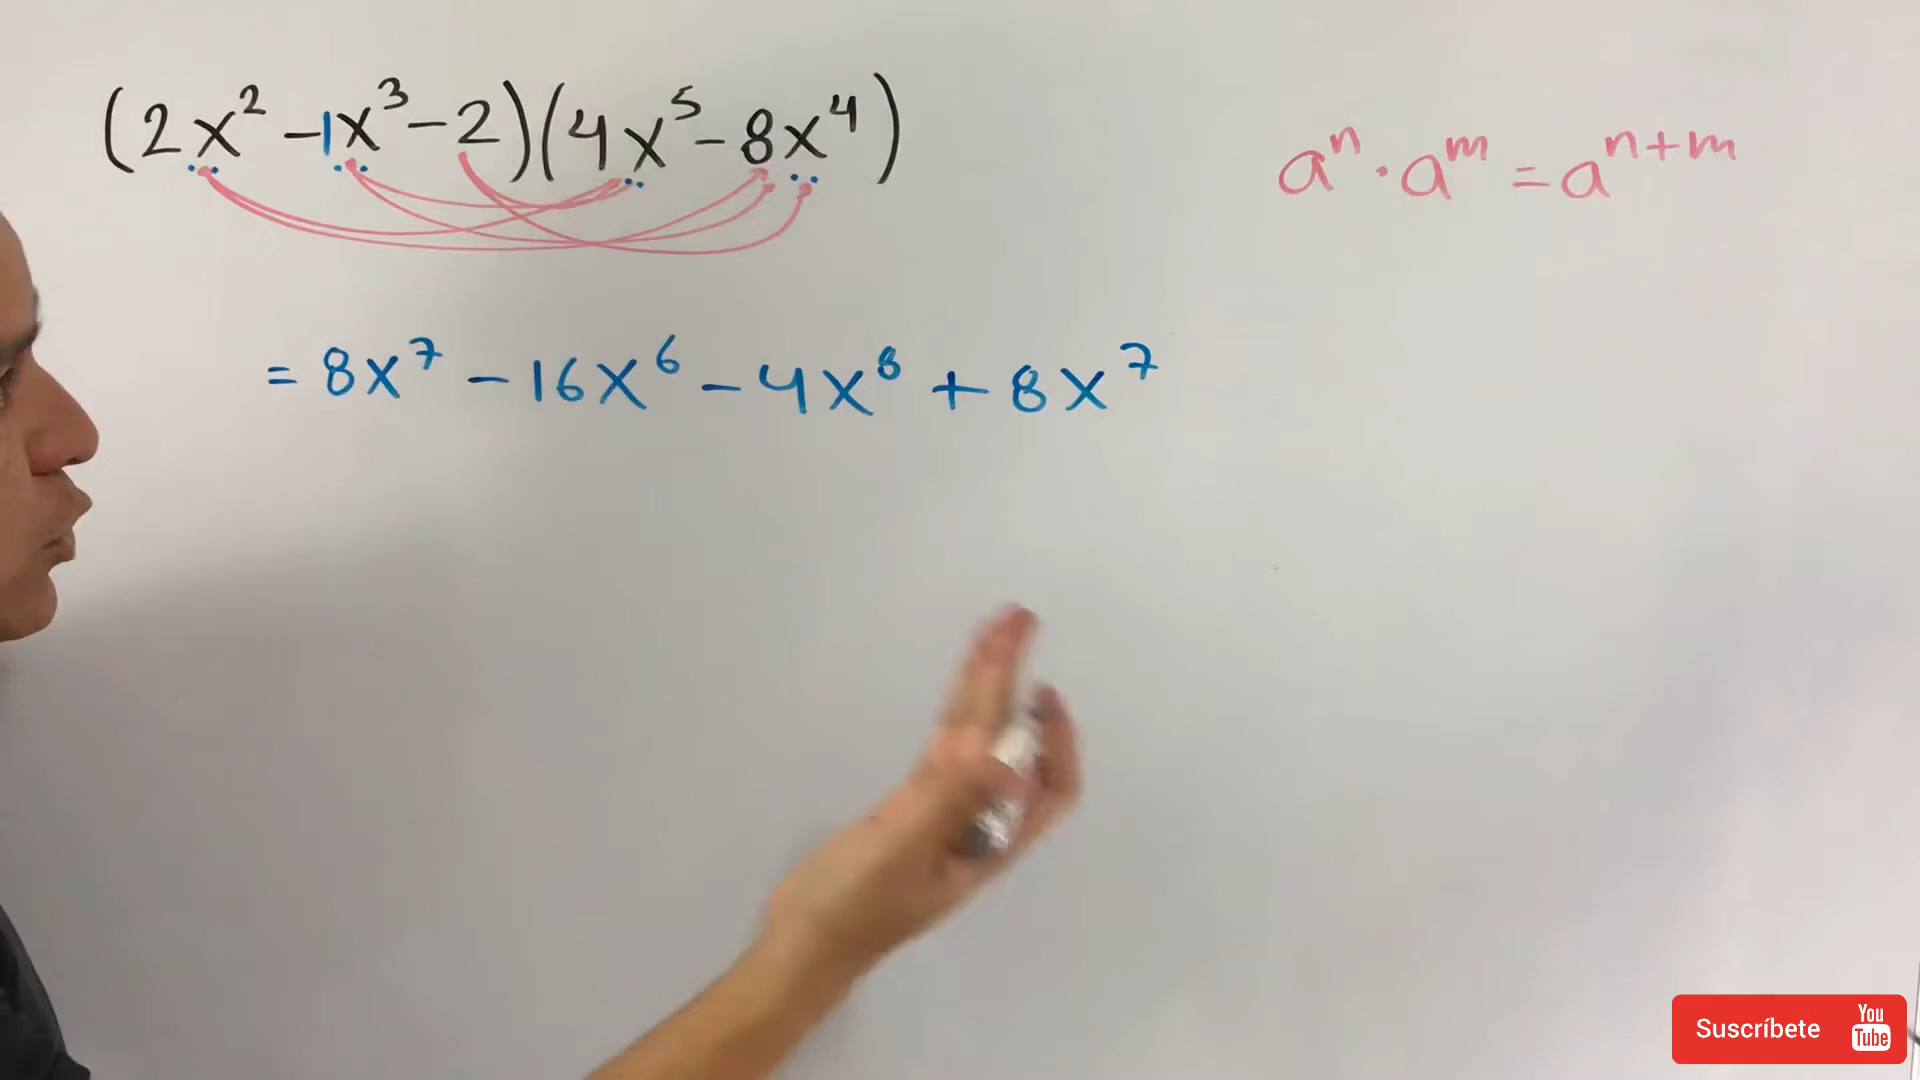 (2x² -1x³ -2)(4x⁵ -8x⁴)
aⁿ · aᵐ = aⁿ⁺ᵐ
= 8x⁷ - 16x⁶ - 4x⁸ + 8x⁷
Suscríbete You
Tube